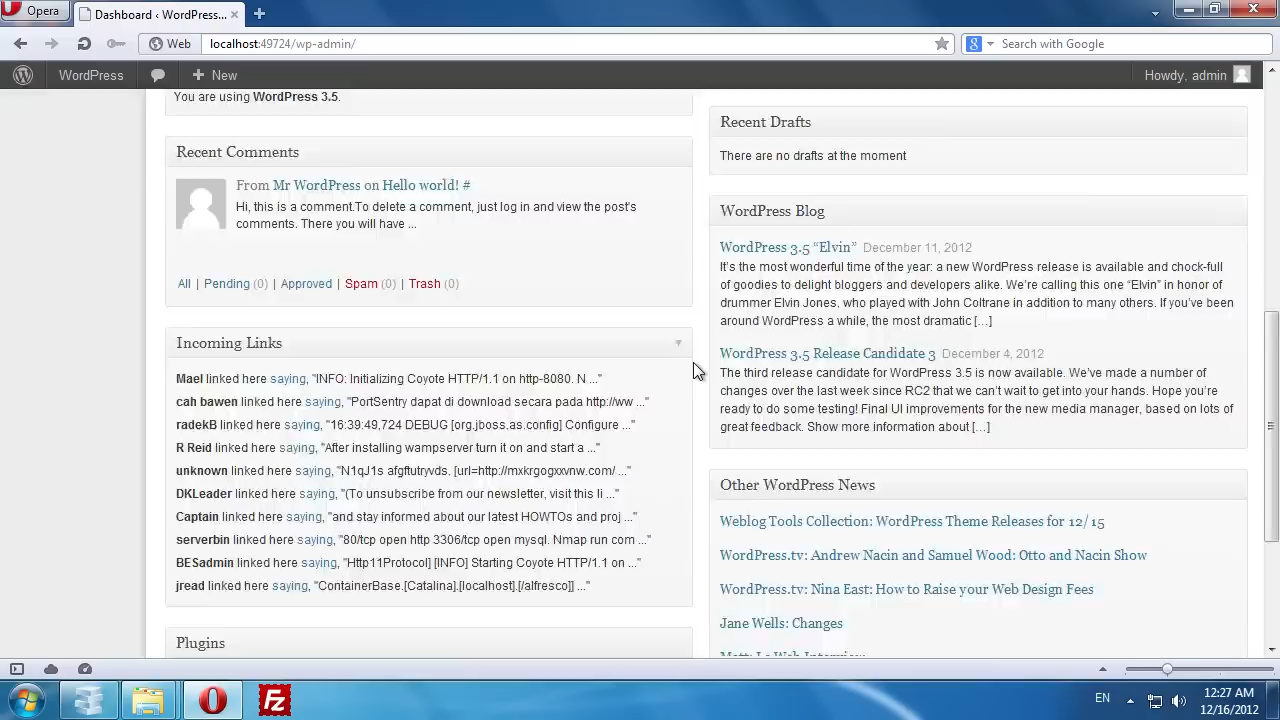 Opera
Dashboard ‹ WordPress...
Web
localhost:49724/wp-admin/
Search with Google
WordPress
New
Howdy, admin
You are using WordPress 3.5.
Recent Comments
From Mr WordPress on Hello world! #
Hi, this is a comment.To delete a comment, just log in and view the post's
comments. There you will have ...
All | Pending (0) | Approved | Spam (0) | Trash (0)
Incoming Links
Mael linked here saying, "INFO: Initializing Coyote HTTP/1.1 on http-8080. N ..."
cah bawen linked here saying, "PortSentry dapat di download secara pada http://ww ..."
radekB linked here saying, "16:39:49,724 DEBUG [org.jboss.as.config] Configure ..."
R Reid linked here saying, "After installing wampserver turn it on and start a ..."
unknown linked here saying, "N1qJ1s afgftutryvds, [url=http://mxkrgogxxvnw.com/ ..."
DKLeader linked here saying, "(To unsubscribe from our newsletter, visit this li ..."
Captain linked here saying, "and stay informed about our latest HOWTOs and proj ..."
serverbin linked here saying, "80/tcp open http 3306/tcp open mysql. Nmap run com ..."
BESadmin linked here saying, "Http11Protocol] [INFO] Starting Coyote HTTP/1.1 on ..."
jread linked here saying, "ContainerBase.[Catalina].[localhost].[/alfresco]] ..."
Plugins
Recent Drafts
There are no drafts at the moment
WordPress Blog
WordPress 3.5 “Elvin” December 11, 2012
It’s the most wonderful time of the year: a new WordPress release is available and chock-full
of goodies to delight bloggers and developers alike. We’re calling this one “Elvin” in honor of
drummer Elvin Jones, who played with John Coltrane in addition to many others. If you’ve been
around WordPress a while, the most dramatic [...]
WordPress 3.5 Release Candidate 3 December 4, 2012
The third release candidate for WordPress 3.5 is now available. We’ve made a number of
changes over the last week since RC2 that we can’t wait to get into your hands. Hope you’re
ready to do some testing! Final UI improvements for the new media manager, based on lots of
great feedback. Show more information about [...]
Other WordPress News
Weblog Tools Collection: WordPress Theme Releases for 12/15
WordPress.tv: Andrew Nacin and Samuel Wood: Otto and Nacin Show
WordPress.tv: Nina East: How to Raise your Web Design Fees
Jane Wells: Changes
Matt: Le Web Interview
EN
12:27 AM
12/16/2012